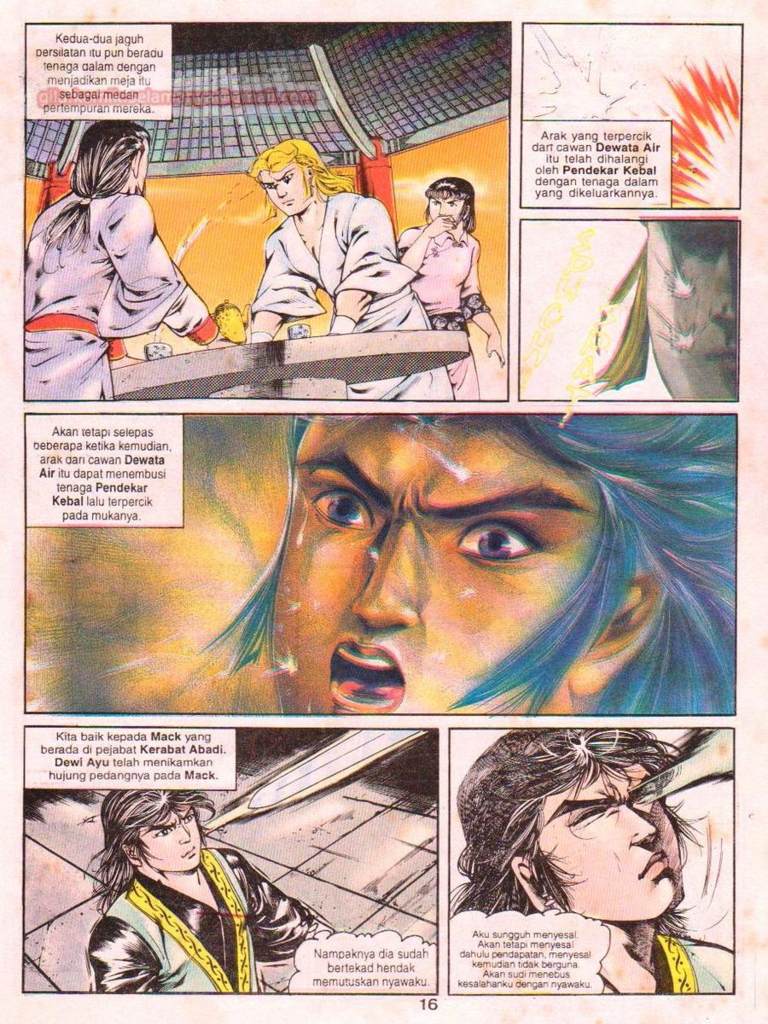 Kedua-dua jaguh
persilatan itu pun beradu
tenaga dalam dengan
menjadikan meja itu
sebagai medan
pertempuran mereka.
Arak yang terpercik
dari cawan Dewata Air
itu telah dihalangi
oleh Pendekar Kebal
dengan tenaga dalam
yang dikeluarkannya.
Akan tetapi selepas
beberapa ketika kemudian,
arak dari cawan Dewata
Air itu dapat menembusi
tenaga Pendekar
Kebal lalu terpercik
pada mukanya.
Kita baik kepada Mack yang
berada di pejabat Kerabat Abadi.
Dewi Ayu telah menikamkan
hujung pedangnya pada Mack.
Nampaknya dia sudah
bertekad hendak
memutuskan nyawaku.
Aku sungguh menyesal.
Akan tetapi menyesal
dahulu pendapatan, menyesal
kemudian tidak berguna.
Akan sudi menebus
kesalahanku dengan nyawaku.
16